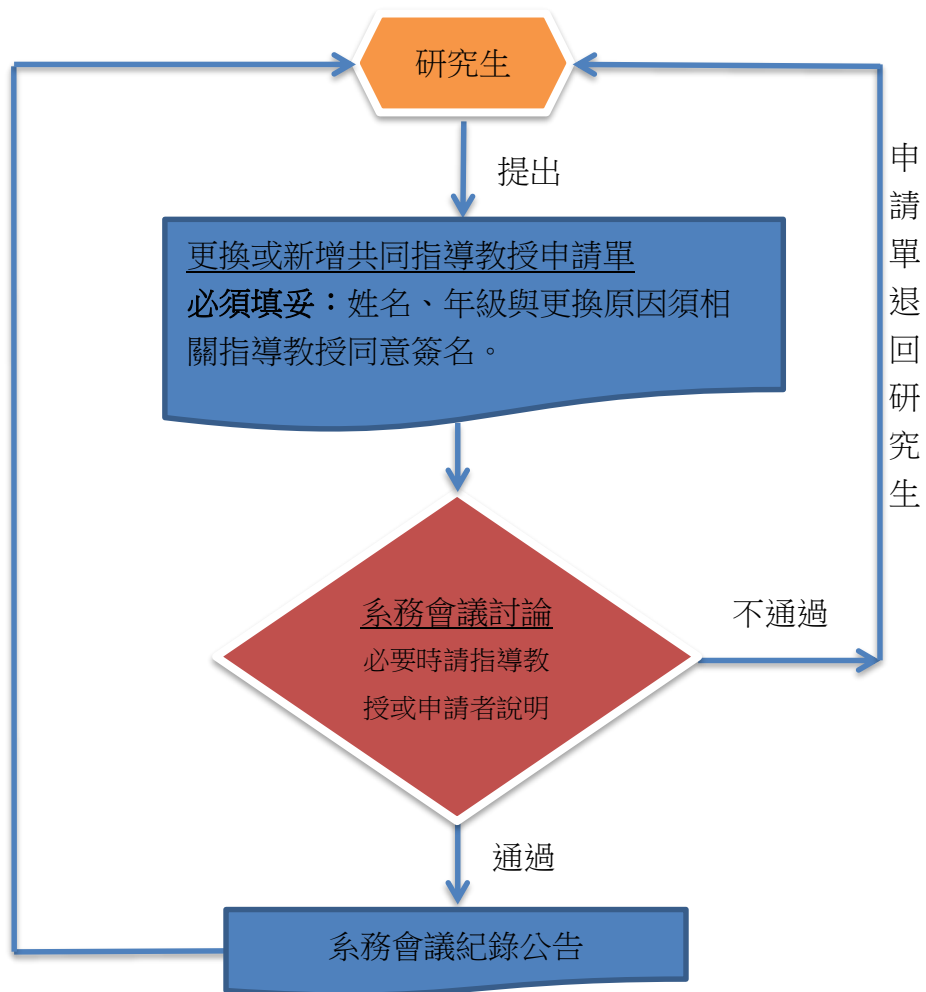 研究生
提出
更換或新增共同指導教授申請單
必須填妥：姓名、年級與更換原因須相
關指導教授同意簽名。
申請單退回研究生
系務會議討論
必要時請指導教
授或申請者說明
不通過
通過
系務會議紀錄公告